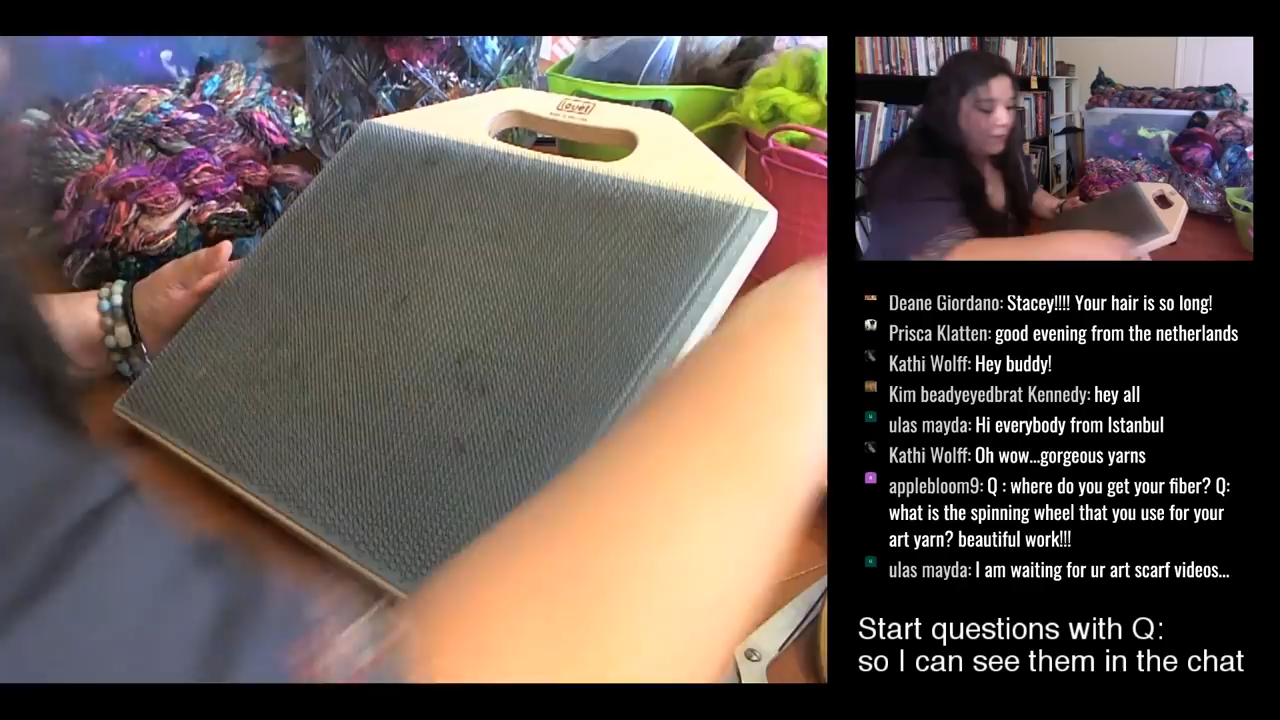 Louët
Deane Giordano: Stacey!!!! Your hair is so long!
Prisca Klatten: good evening from the netherlands
Kathi Wolff: Hey buddy!
Kim beadyeyedbrat Kennedy: hey all
ulas mayda: Hi everybody from Istanbul
Kathi Wolff: Oh wow...gorgeous yarns
applebloom9: Q : where do you get your fiber? Q:
what is the spinning wheel that you use for your
art yarn? beautiful work!!!
ulas mayda: I am waiting for ur art scarf videos...
Start questions with Q:
so I can see them in the chat